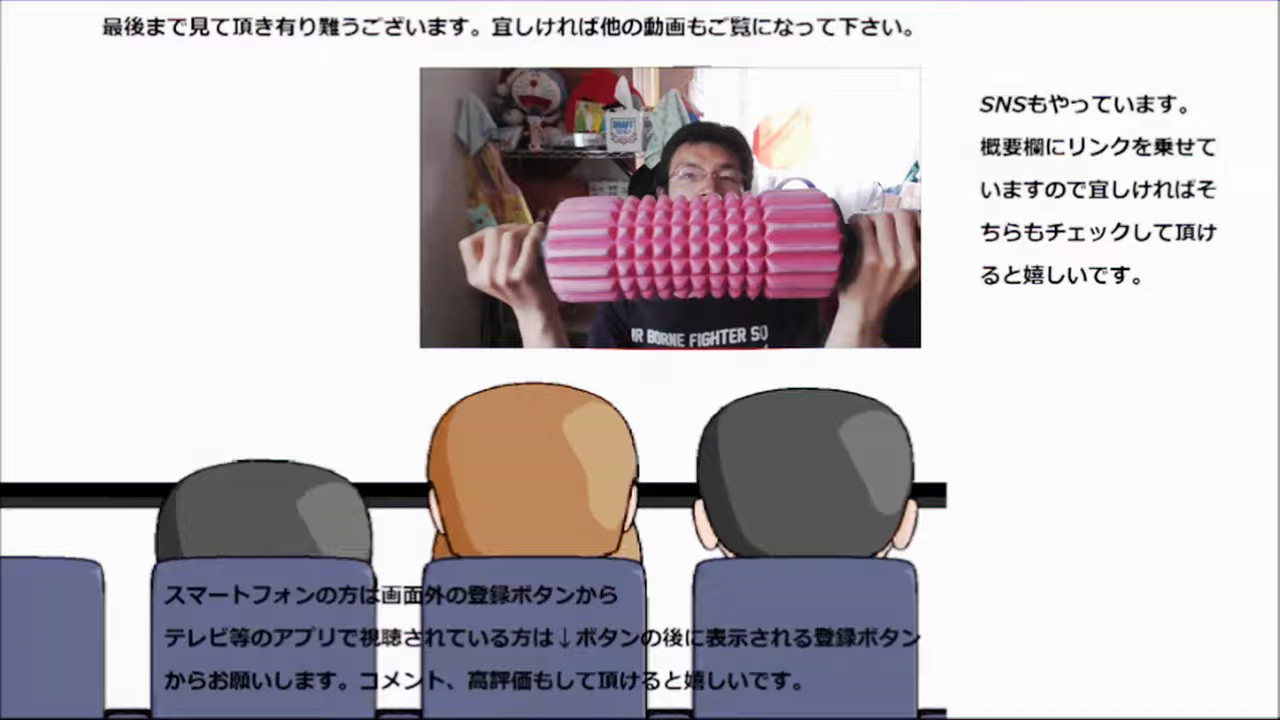 最後まで見て頂き有り難うございます。宜しければ他の動画もご覧になって下さい。
SNSもやっています。
概要欄にリンクを乗せて
いますので宜しければそ
ちらもチェックして頂け
ると嬉しいです。
IR BORNE FIGHTER SQ
スマートフォンの方は画面外の登録ボタンから
テレビ等のアプリで視聴されている方は↓ボタンの後に表示される登録ボタン
からお願いします。コメント、高評価もして頂けると嬉しいです。